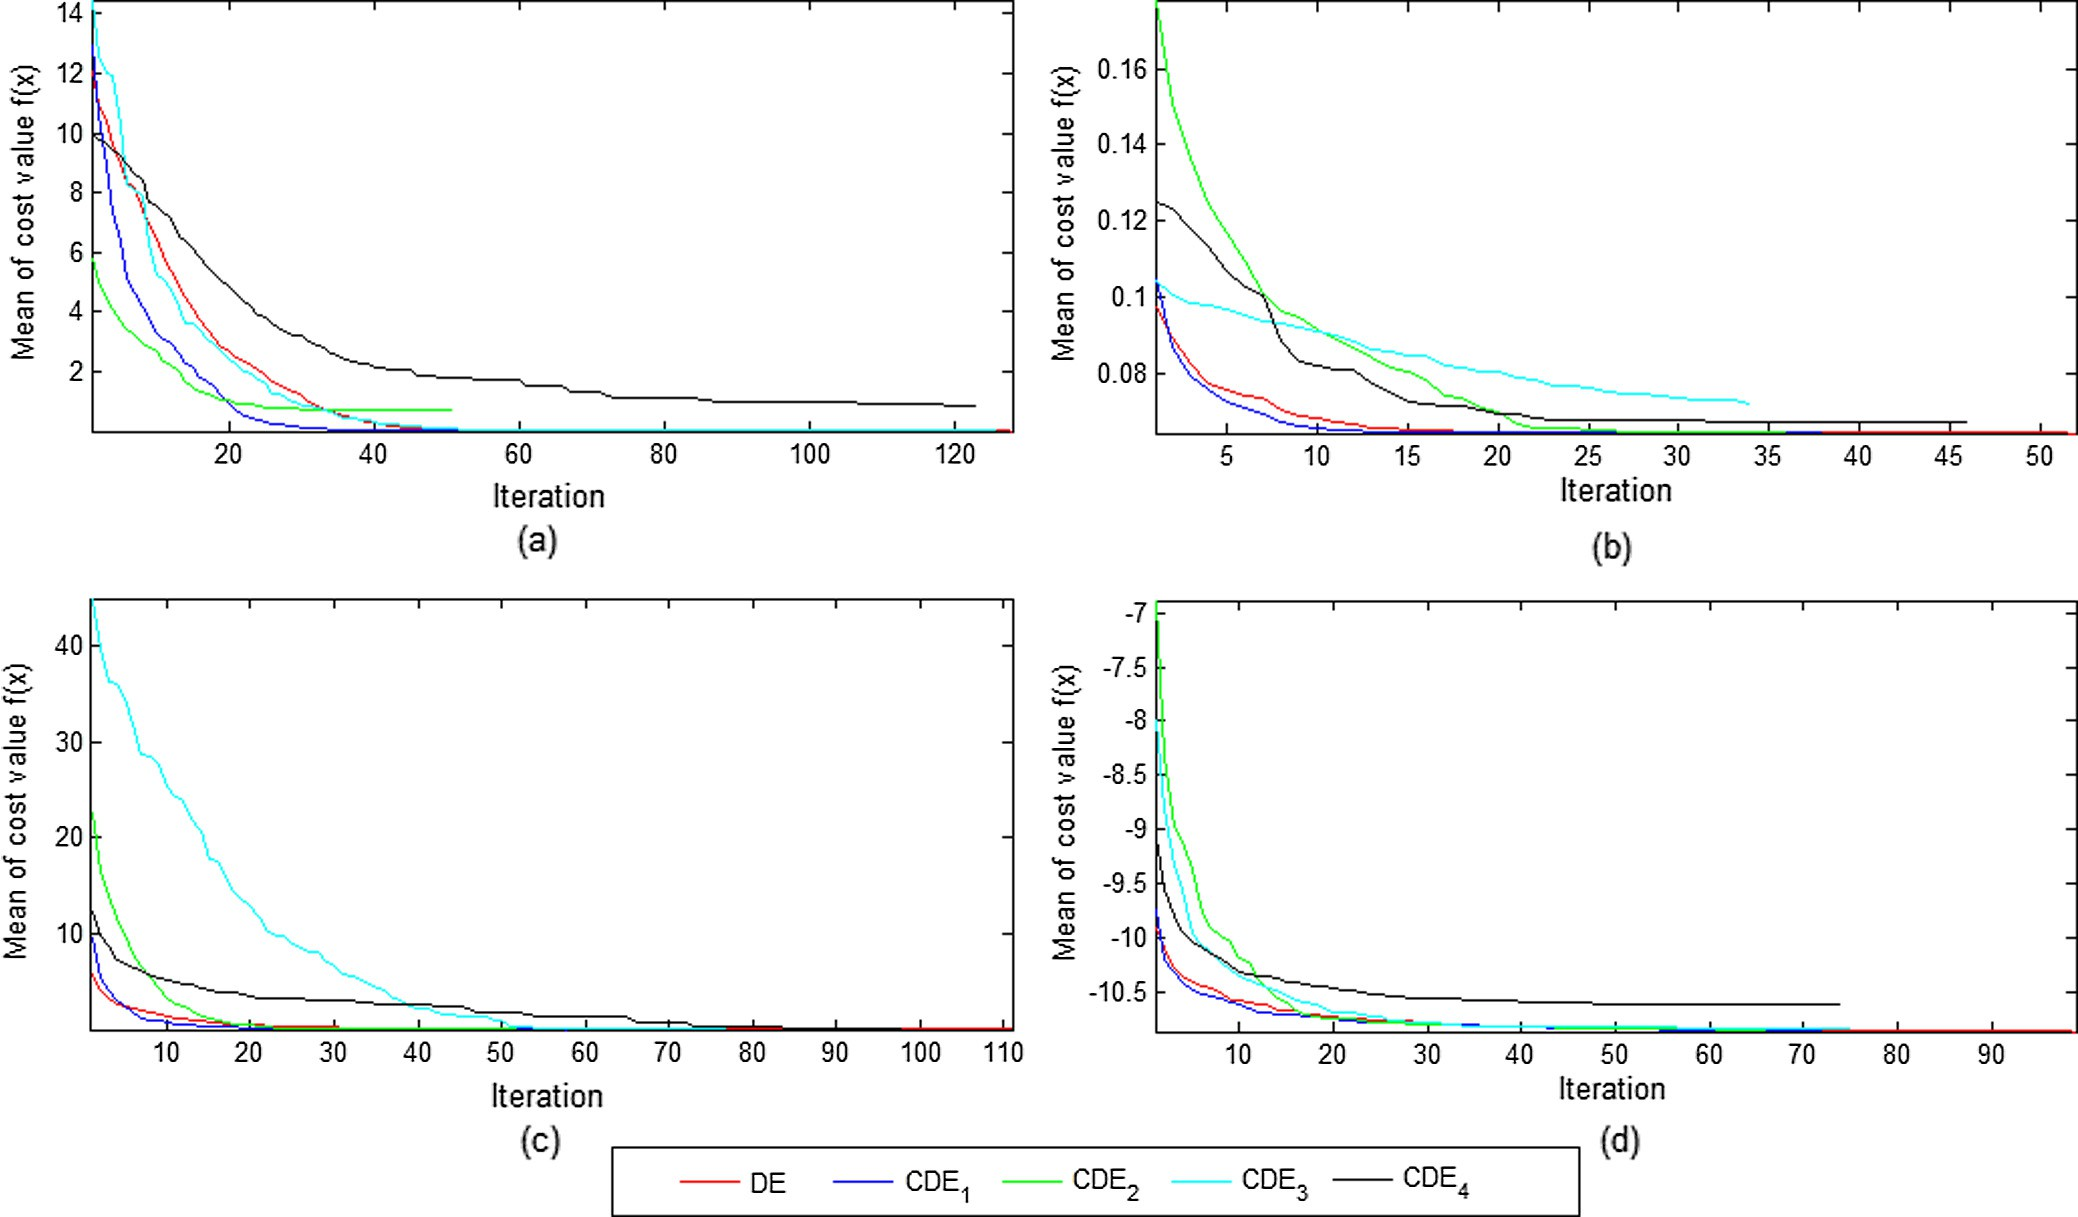 14
12
10
8
6
4
2
Mean of cost value f(x)
20 40 60 80 100 120
Iteration
(a)
0.16
0.14
0.12
0.1
0.08
Mean of cost value f(x)
5 10 15 20 25 30 35 40 45 50
Iteration
(b)
40
30
20
10
Mean of cost value f(x)
10 20 30 40 50 60 70 80 90 100 110
Iteration
(c)
-7
-7.5
-8
-8.5
-9
-9.5
-10
-10.5
Mean of cost value f(x)
10 20 30 40 50 60 70 80 90
Iteration
(d)
DE CDE1 CDE2 CDE3 CDE4